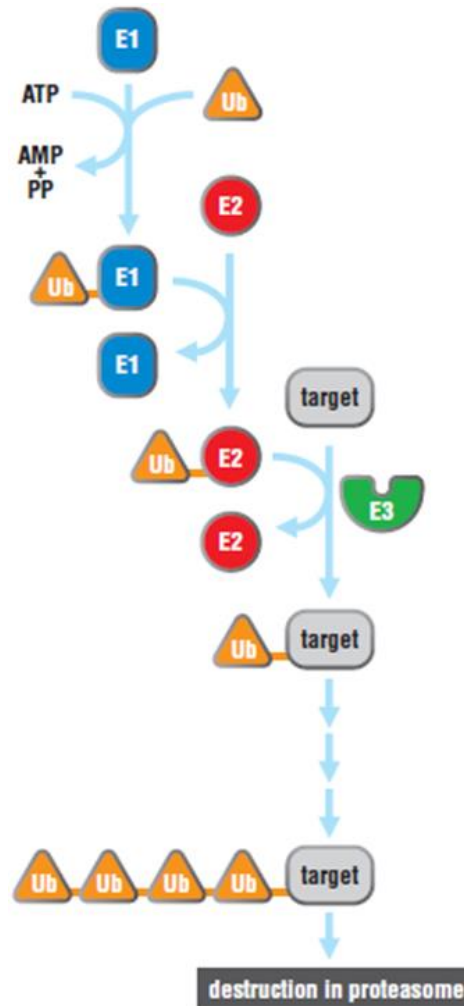 E1
ATP
Ub
AMP
+
PP
E2
Ub E1
E1
target
Ub E2
E3
E2
Ub target
Ub Ub Ub Ub target
destruction in proteasome